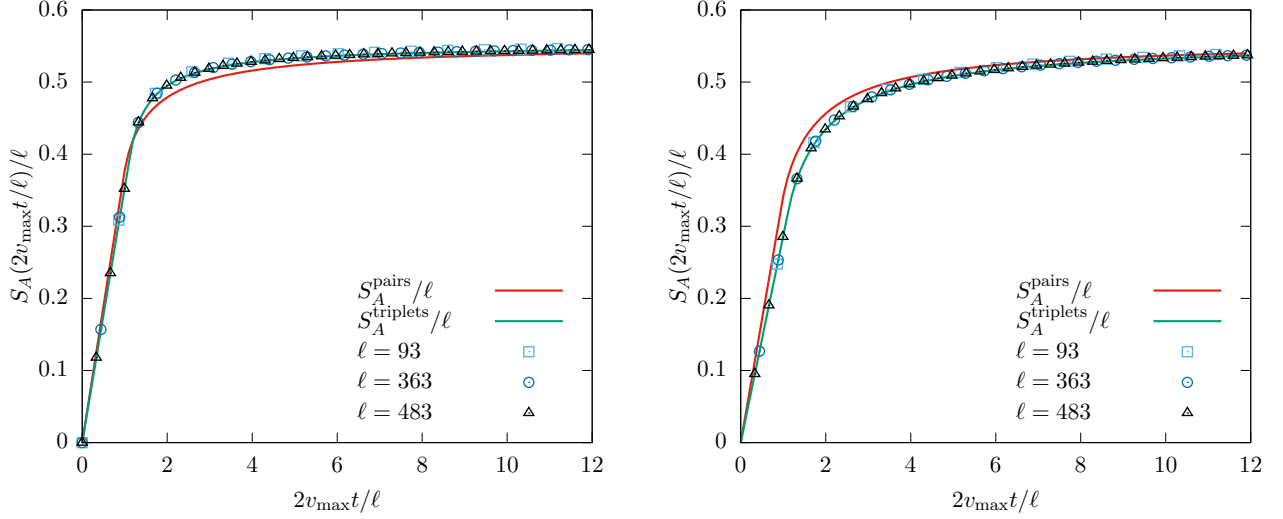 0.6
0.5
0.4
0.3
0.2
0.1
0
S_A(2v_max t/ℓ)/ℓ
0 2 4 6 8 10 12
2v_max t/ℓ
S_A^pairs/ℓ
S_A^triplets/ℓ
ℓ = 93
ℓ = 363
ℓ = 483
0.6
0.5
0.4
0.3
0.2
0.1
0
S_A(2v_max t/ℓ)/ℓ
0 2 4 6 8 10 12
2v_max t/ℓ
S_A^pairs/ℓ
S_A^triplets/ℓ
ℓ = 93
ℓ = 363
ℓ = 483